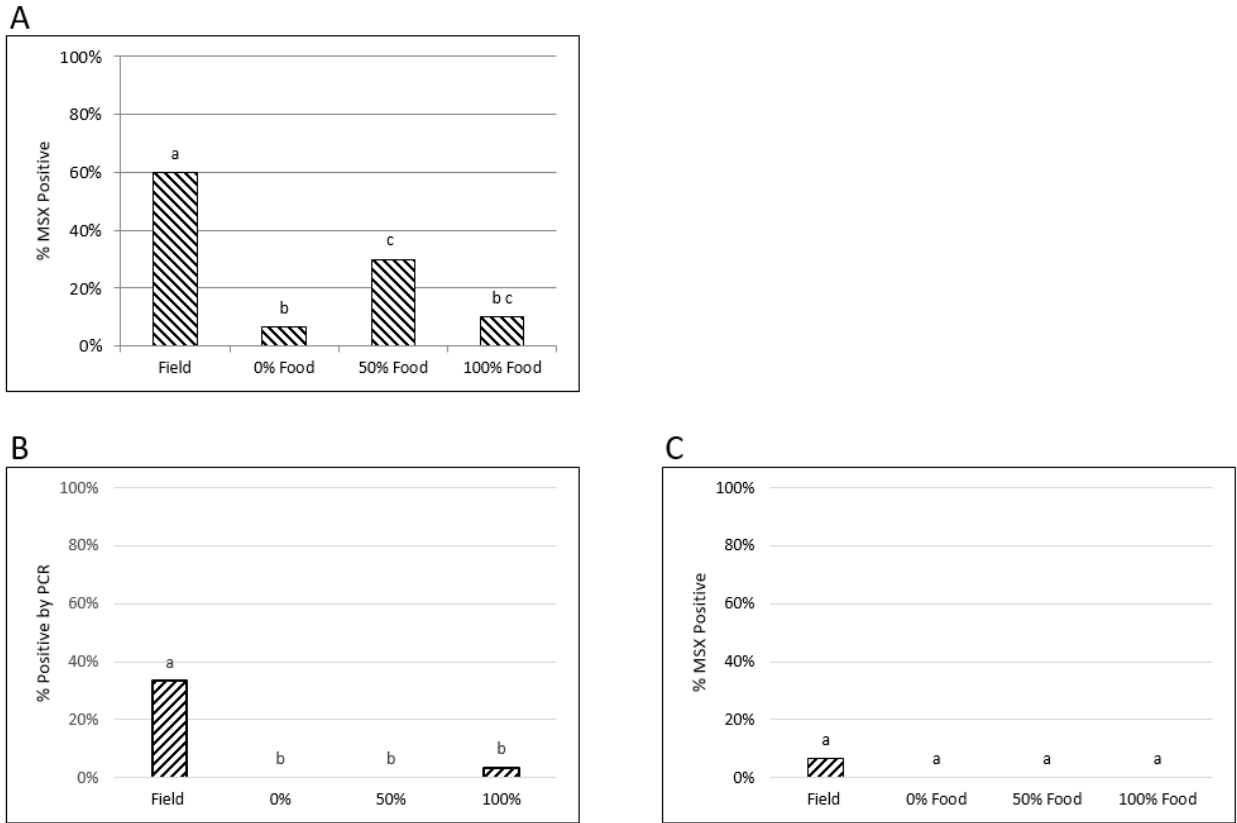 A
100%
80%
60%
40%
20%
0%
% MSX Positive
a
b
c
b c
Field 0% Food 50% Food 100% Food
B
100%
80%
60%
40%
20%
0%
% Positive by PCR
a
b
b
b
Field 0% 50% 100%
C
100%
80%
60%
40%
20%
0%
% MSX Positive
a
a
a
a
Field 0% Food 50% Food 100% Food